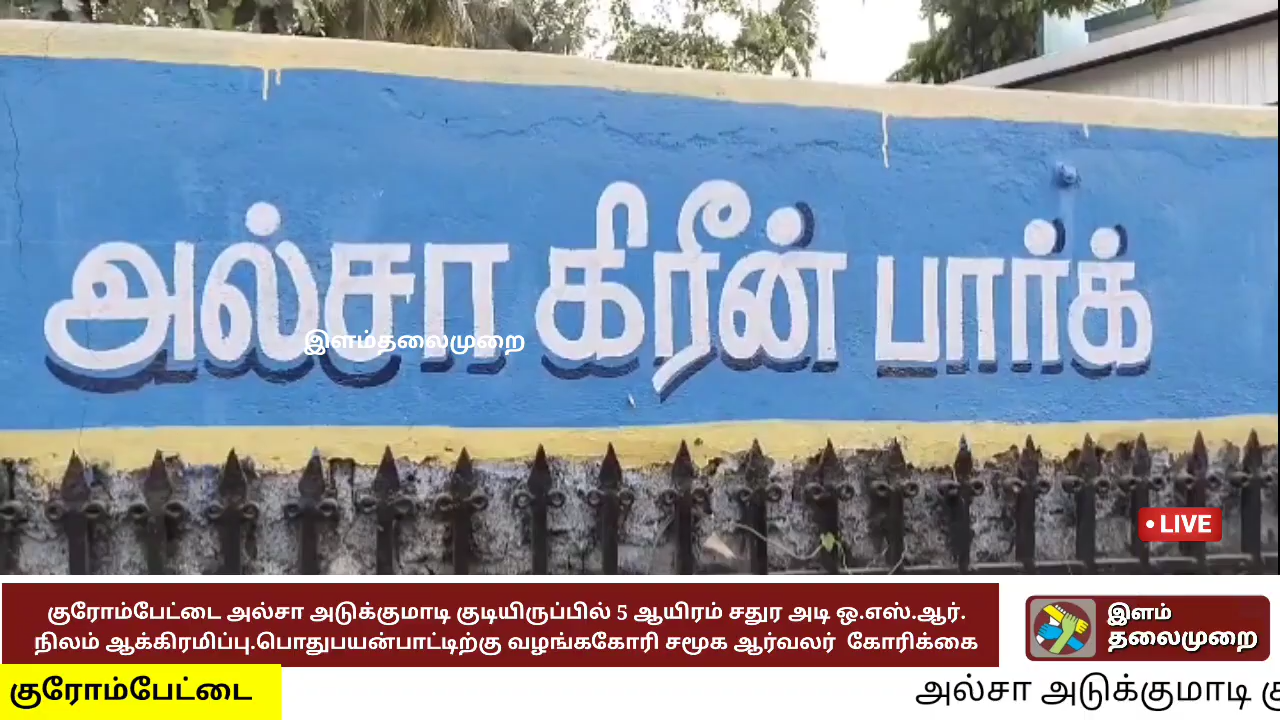 அல்சா கிரீன் பார்க்
இளம்தலைமுறை
• LIVE
குரோம்பேட்டை அல்சா அடுக்குமாடி குடியிருப்பில் 5 ஆயிரம் சதுர அடி ஒ.எஸ்.ஆர்.
நிலம் ஆக்கிரமிப்பு.பொதுபயன்பாட்டிற்கு வழங்ககோரி சமூக ஆர்வலர் கோரிக்கை
இளம்
தலைமுறை
குரோம்பேட்டை
அல்சா அடுக்குமாடி